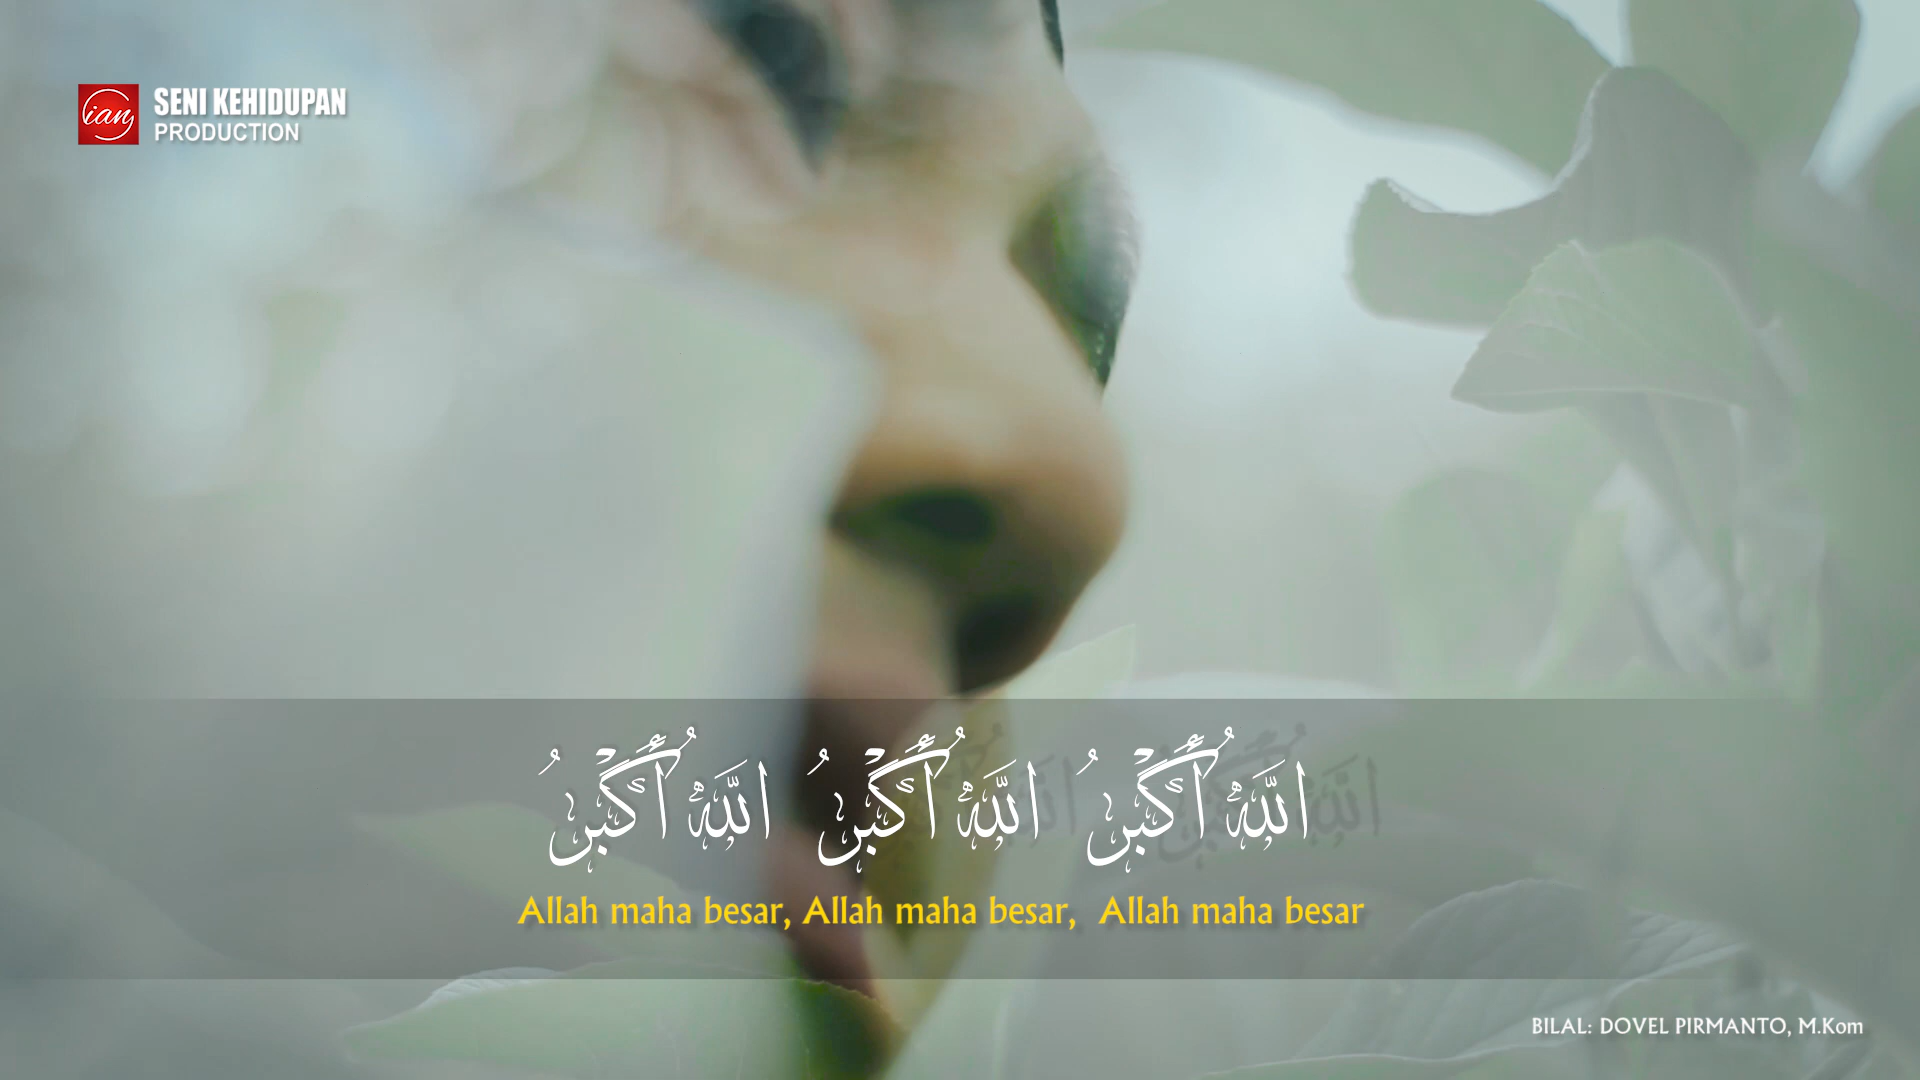 ian
SENI KEHIDUPAN
PRODUCTION
اللَّهُ أَكْبَرُ اللَّهُ أَكْبَرُ اللَّهُ أَكْبَرُ
Allah maha besar, Allah maha besar, Allah maha besar
BILAL: DOVEL PIRMANTO, M.Kom